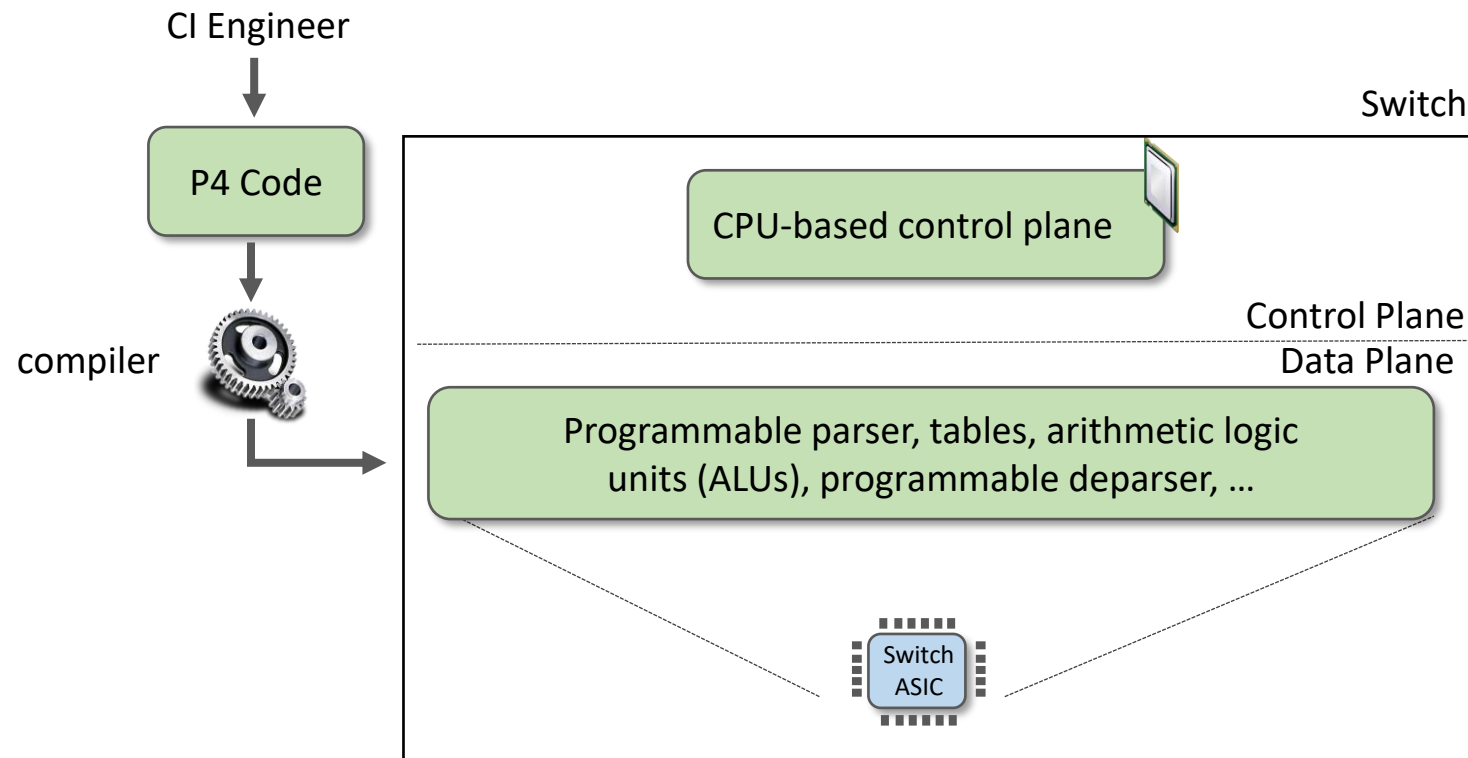 CI Engineer
Switch
P4 Code
CPU-based control plane
Control Plane
compiler
Data Plane
Programmable parser, tables, arithmetic logic
units (ALUs), programmable deparser, …
Switch
ASIC